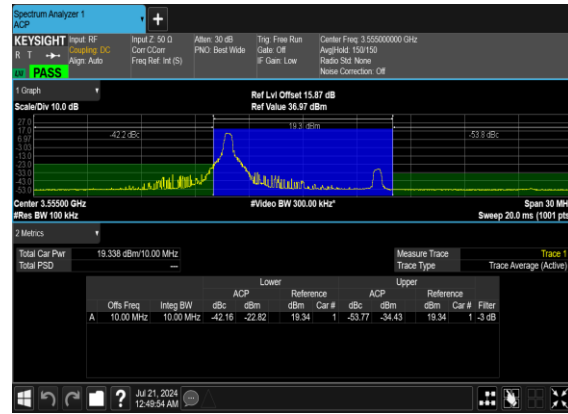 Spectrum Analyzer 1
ACP
KEYSIGHT Input: RF Input Z: 50 Ω Atten: 30 dB Trig: Free Run Center Freq: 3.555000000 GHz
R T Coupling: DC Corr CCorr PNO: Best Wide Gate: Off Avg|Hold: 150/150
Align: Auto Freq Ref: Int (S) IF Gain: Low Radio Std: None
PASS Noise Correction: Off
1 Graph
Ref Lvl Offset 15.87 dB
Scale/Div 10.0 dB Ref Value 36.97 dBm
27.0
17.0
6.97
-3.03
-13.0
-23.0
-33.0
-43.0
-53.0
-42.2 dBc
19.3 dBm
-53.8 dBc
Center 3.55500 GHz #Video BW 300.00 kHz* Span 30 MH
#Res BW 100 kHz Sweep 20.0 ms (1001 pts
2 Metrics
Total Car Pwr 19.338 dBm/10.00 MHz Measure Trace Trace 1
Total PSD --- Trace Type Trace Average (Active)
Lower Upper
ACP Reference ACP Reference
Offs Freq Integ BW dBc dBm dBm Car # dBc dBm dBm Car # Filter
A 10.00 MHz 10.00 MHz -42.16 -22.82 19.34 1 -53.77 -34.43 19.34 1 -3 dB
Jul 21, 2024
12:49:54 AM